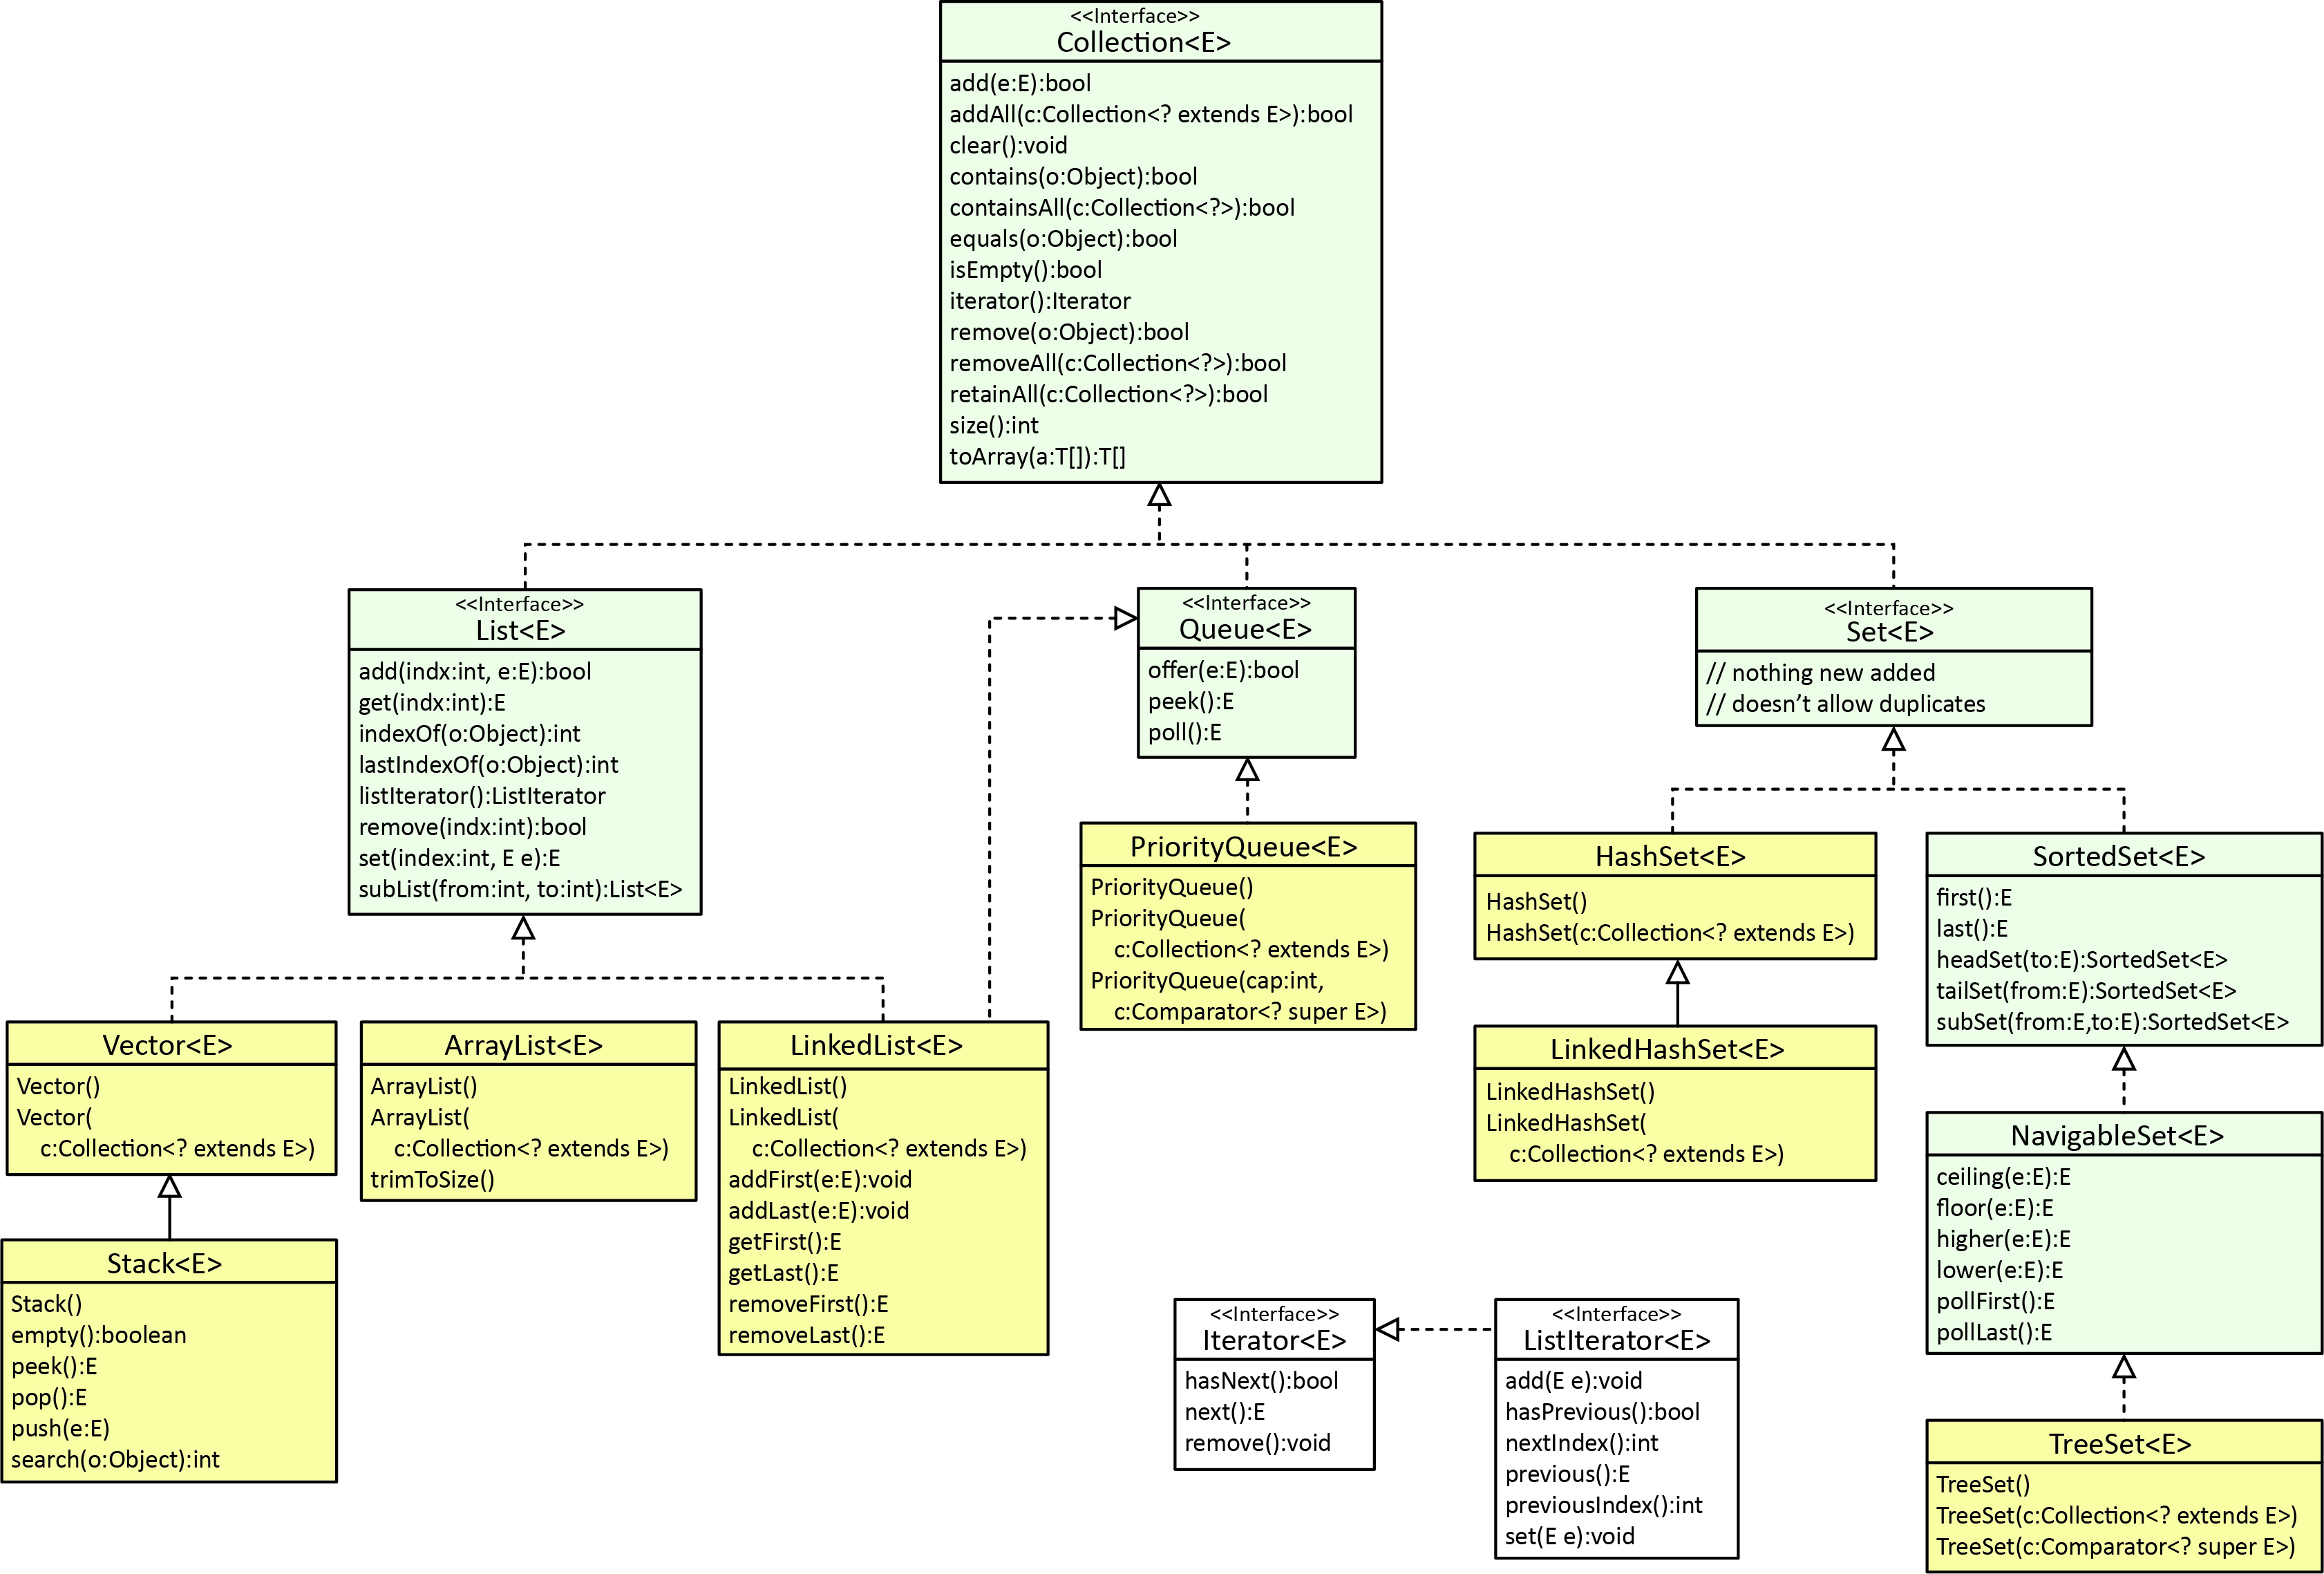 <<Interface>>
Collection<E>
add(e:E):bool
addAll(c:Collection<? extends E>):bool
clear():void
contains(o:Object):bool
containsAll(c:Collection<?>):bool
equals(o:Object):bool
isEmpty():bool
iterator():Iterator
remove(o:Object):bool
removeAll(c:Collection<?>):bool
retainAll(c:Collection<?>):bool
size():int
toArray(a:T[]):T[]
<<Interface>>
List<E>
add(indx:int, e:E):bool
get(indx:int):E
indexOf(o:Object):int
lastIndexOf(o:Object):int
listIterator():ListIterator
remove(indx:int):bool
set(index:int, E e):E
subList(from:int, to:int):List<E>
<<Interface>>
Queue<E>
offer(e:E):bool
peek():E
poll():E
<<Interface>>
Set<E>
// nothing new added
// doesn’t allow duplicates
PriorityQueue<E>
PriorityQueue()
PriorityQueue(
c:Collection<? extends E>)
PriorityQueue(cap:int,
c:Comparator<? super E>)
HashSet<E>
HashSet()
HashSet(c:Collection<? extends E>)
SortedSet<E>
first():E
last():E
headSet(to:E):SortedSet<E>
tailSet(from:E):SortedSet<E>
subSet(from:E,to:E):SortedSet<E>
Vector<E>
Vector()
Vector(
c:Collection<? extends E>)
ArrayList<E>
ArrayList()
ArrayList(
c:Collection<? extends E>)
trimToSize()
LinkedList<E>
LinkedList()
LinkedList(
c:Collection<? extends E>)
addFirst(e:E):void
addLast(e:E):void
getFirst():E
getLast():E
removeFirst():E
removeLast():E
LinkedHashSet<E>
LinkedHashSet()
LinkedHashSet(
c:Collection<? extends E>)
NavigableSet<E>
ceiling(e:E):E
floor(e:E):E
higher(e:E):E
lower(e:E):E
pollFirst():E
pollLast():E
Stack<E>
Stack()
empty():boolean
peek():E
pop():E
push(e:E)
search(o:Object):int
<<Interface>>
Iterator<E>
hasNext():bool
next():E
remove():void
<<Interface>>
ListIterator<E>
add(E e):void
hasPrevious():bool
nextIndex():int
previous():E
previousIndex():int
set(E e):void
TreeSet<E>
TreeSet()
TreeSet(c:Collection<? extends E>)
TreeSet(c:Comparator<? super E>)